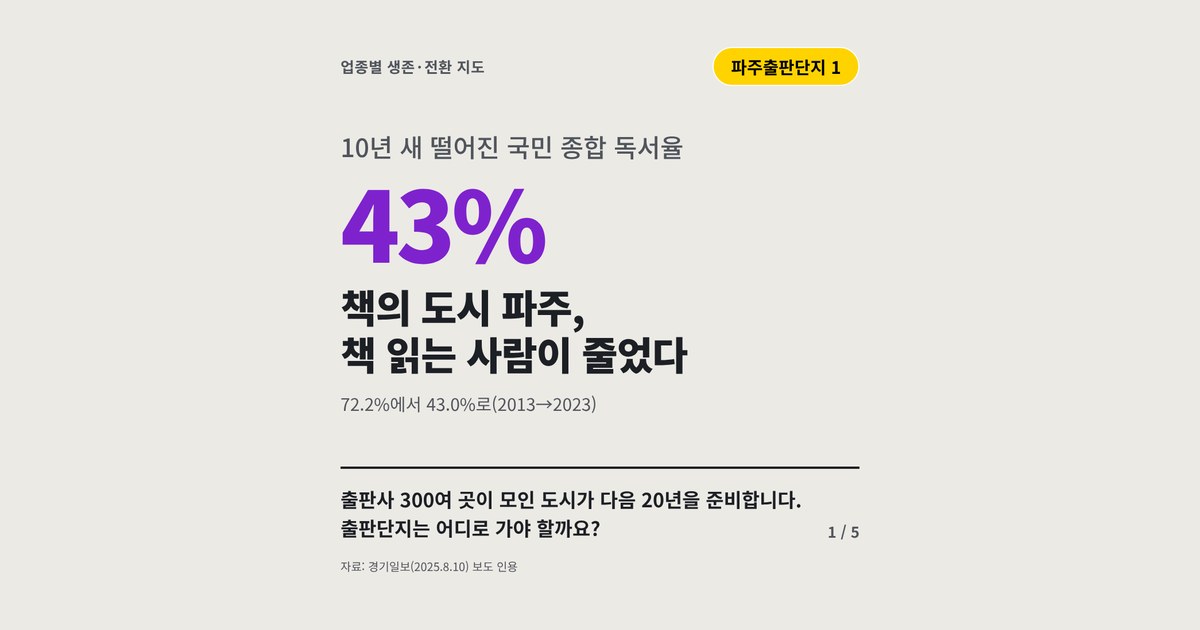 업종별 생존·전환 지도
파주출판단지 1
10년 새 떨어진 국민 종합 독서율
43%
책의 도시 파주,
책 읽는 사람이 줄었다
72.2%에서 43.0%로(2013→2023)
출판사 300여 곳이 모인 도시가 다음 20년을 준비합니다.
출판단지는 어디로 가야 할까요?
1 / 5
자료: 경기일보(2025.8.10) 보도 인용